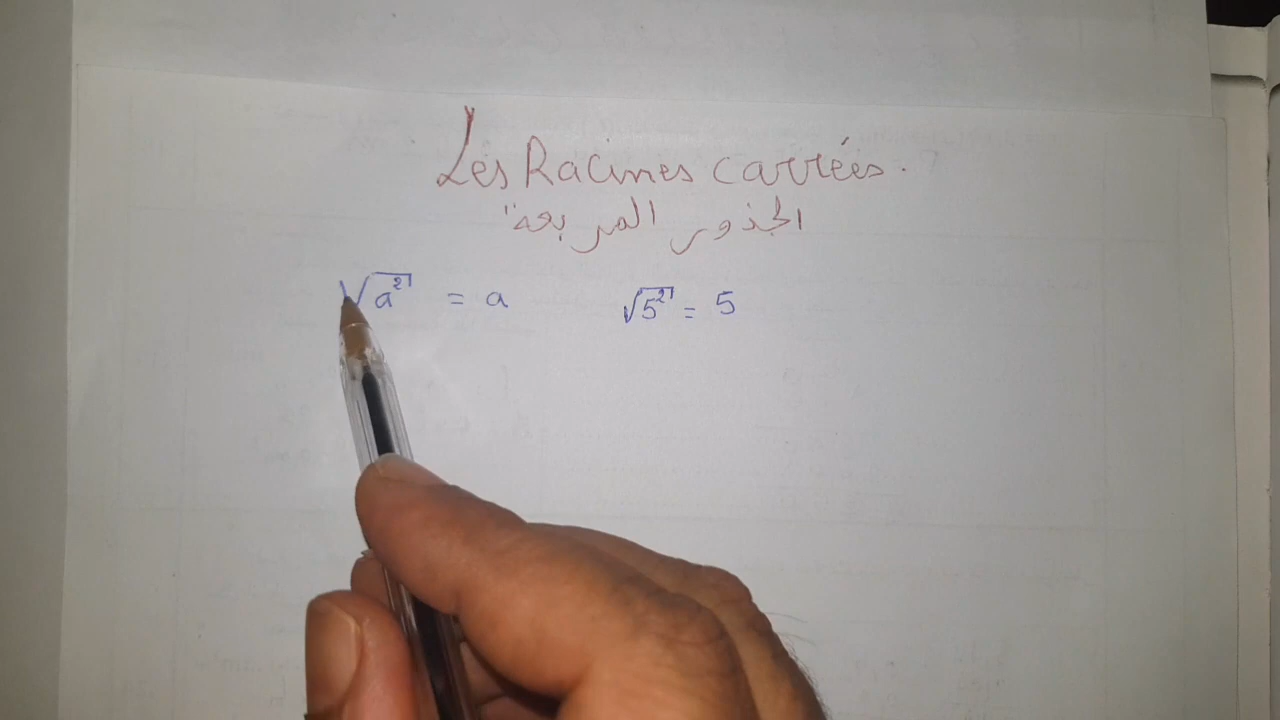 Les Racines carrées.
الجذور المربعة
√a² = a √5² = 5